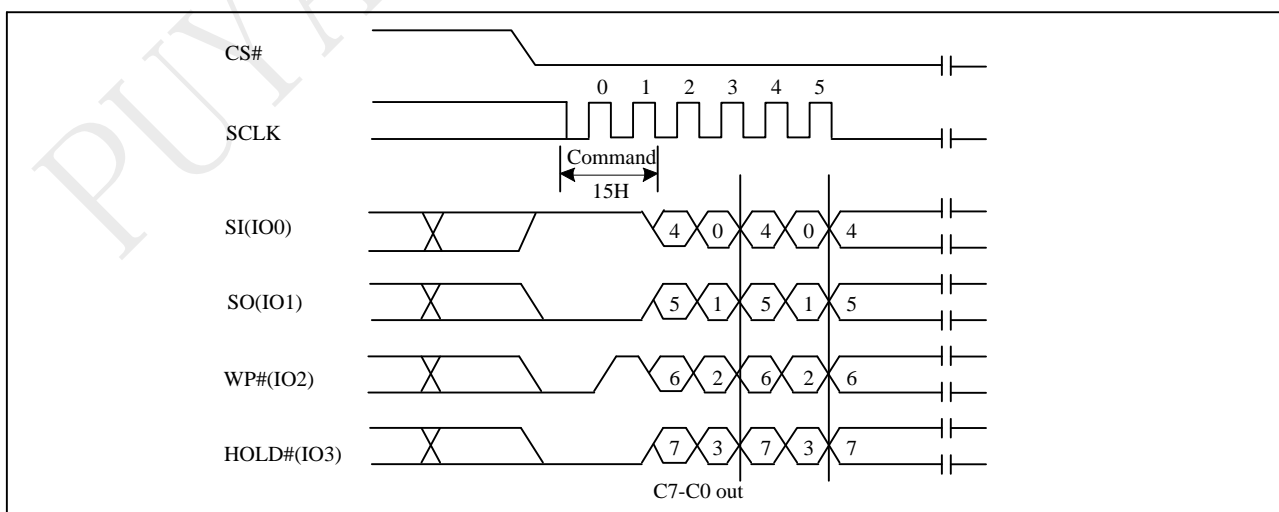 PUYA
CS#
0 1 2 3 4 5
SCLK
Command
15H
SI(IO0) 4 0 4 0 4
SO(IO1) 5 1 5 1 5
WP#(IO2) 6 2 6 2 6
HOLD#(IO3) 7 3 7 3 7
C7-C0 out